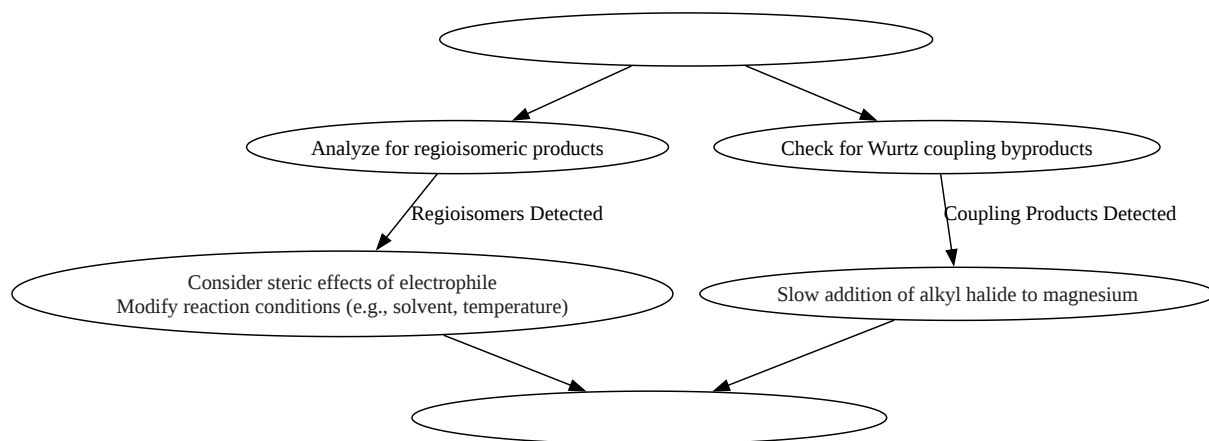 Analyze for regioisomeric products
Check for Wurtz coupling byproducts
Regioisomers Detected
Coupling Products Detected
Consider steric effects of electrophile
Modify reaction conditions (e.g., solvent, temperature)
Slow addition of alkyl halide to magnesium